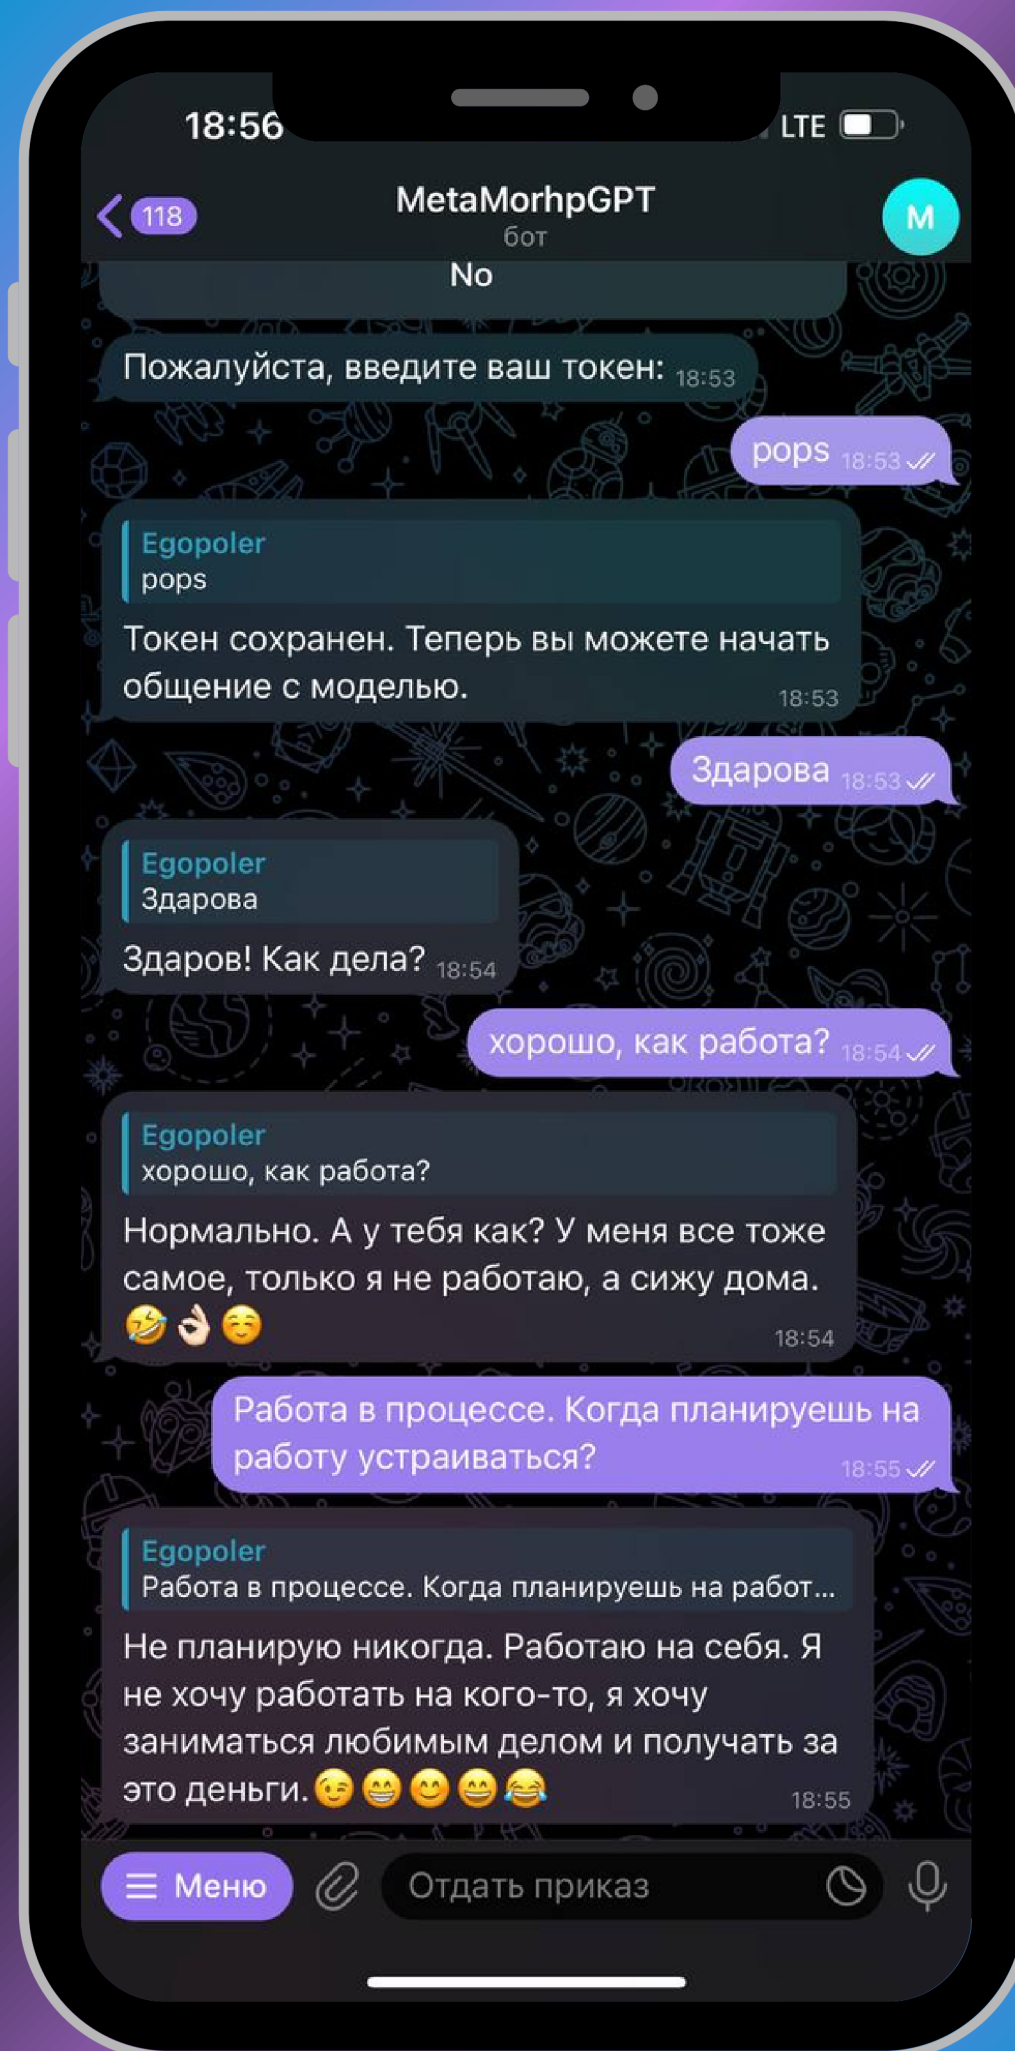 18:56
LTE
118
MetaMorhpGPT
бот
M
No
Пожалуйста, введите ваш токен: 18:53
pops 18:53
Egopoler
pops
Токен сохранен. Теперь вы можете начать
общение с моделью.
18:53
Здарова 18:53
Egopoler
Здарова
Здаров! Как дела? 18:54
хорошо, как работа? 18:54
Egopoler
хорошо, как работа?
Нормально. А у тебя как? У меня все тоже
самое, только я не работаю, а сижу дома.
🤣👌🏻☺️
18:54
Работа в процессе. Когда планируешь на
работу устраиваться?
18:55
Egopoler
Работа в процессе. Когда планируешь на работ...
Не планирую никогда. Работаю на себя. Я
не хочу работать на кого-то, я хочу
заниматься любимым делом и получать за
это деньги.😉😁😊😄😂
18:55
Меню
Отдать приказ